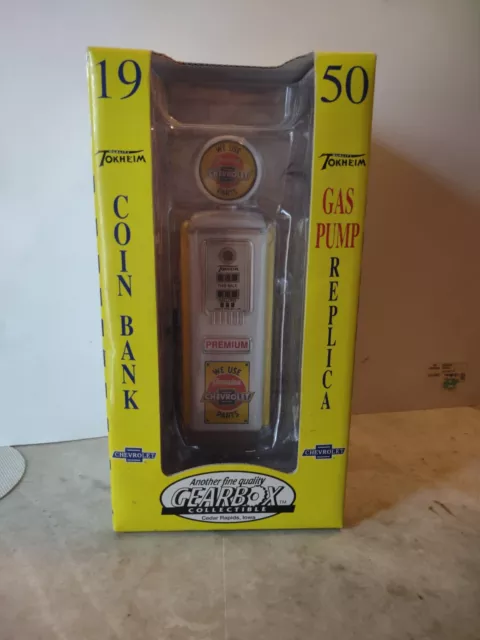 19
50
TOKHEIM
TOKHEIM
COIN BANK
GAS
PUMP
REPLICA
WE USE
CHEVROLET
PARTS
PREMIUM
WE USE
CHEVROLET
PARTS
CHEVROLET
CHEVROLET
Another fine quality
GEARBOX
COLLECTIBLE
Cedar Rapids, Iowa